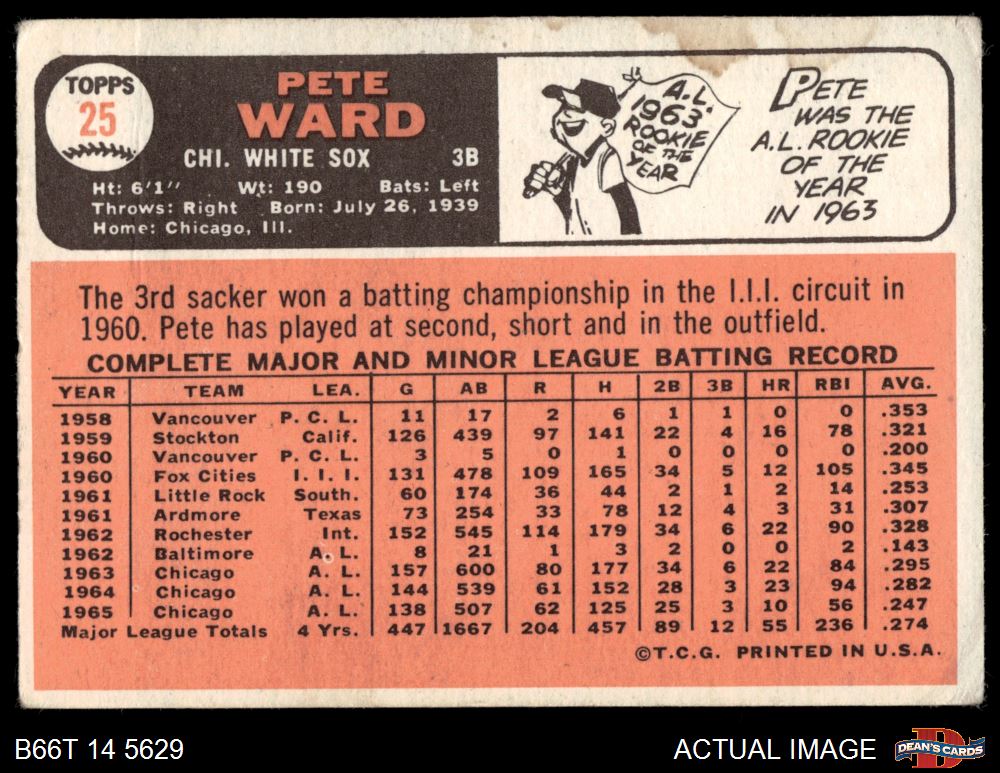 TOPPS
25
PETE
WARD
CHI. WHITE SOX 3B
Ht: 6'1" Wt: 190 Bats: Left
Throws: Right Born: July 26, 1939
Home: Chicago, Ill.
A.L.
1963
ROOKIE
OF THE
YEAR
PETE
WAS THE
A.L. ROOKIE
OF THE
YEAR
IN 1963
The 3rd sacker won a batting championship in the I.I.I. circuit in
1960. Pete has played at second, short and in the outfield.
COMPLETE MAJOR AND MINOR LEAGUE BATTING RECORD
YEAR TEAM LEA. G AB R H 2B 3B HR RBI AVG.
1958 Vancouver P. C. L. 11 17 2 6 1 1 0 0 .353
1959 Stockton Calif. 126 439 97 141 22 4 16 78 .321
1960 Vancouver P. C. L. 3 5 0 1 0 0 0 0 .200
1960 Fox Cities I. I. I. 131 478 109 165 34 5 12 105 .345
1961 Little Rock South. 60 174 36 44 2 1 2 14 .253
1961 Ardmore Texas 73 254 33 78 12 4 3 31 .307
1962 Rochester Int. 152 545 114 179 34 6 22 90 .328
1962 Baltimore A. L. 8 21 1 3 2 0 0 2 .143
1963 Chicago A. L. 157 600 80 177 34 6 22 84 .295
1964 Chicago A. L. 144 539 61 152 28 3 23 94 .282
1965 Chicago A. L. 138 507 62 125 25 3 10 56 .247
Major League Totals 4 Yrs. 447 1667 204 457 89 12 55 236 .274
©T.C.G. PRINTED IN U.S.A.
B66T 14 5629 ACTUAL IMAGE
D
DEAN'S CARDS